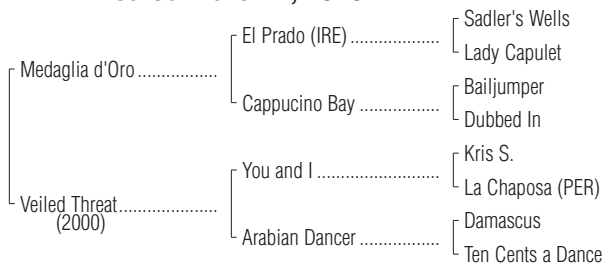 Sadler's Wells
El Prado (IRE) ....................
Lady Capulet
Medaglia d'Oro .................
Bailjumper
Cappucino Bay ..................
Dubbed In
Kris S.
You and I ............................
La Chaposa (PER)
Veiled Threat.....................
(2000)
Damascus
Arabian Dancer ..................
Ten Cents a Dance